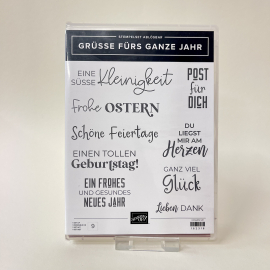 STEMPELSET ABLÖSBAR
GRÜSSE FÜRS GANZE JAHR
EINE
SÜSSE Kleinigkeit
POST
für
DICH
Frohe OSTERN
Schöne Feiertage
DU
LIEGST MIR AM
Herzen
EINEN TOLLEN
Geburtstag!
GANZ VIEL
Glück
EIN FROHES
UND GESUNDES
NEUES JAHR
Lieben DANK